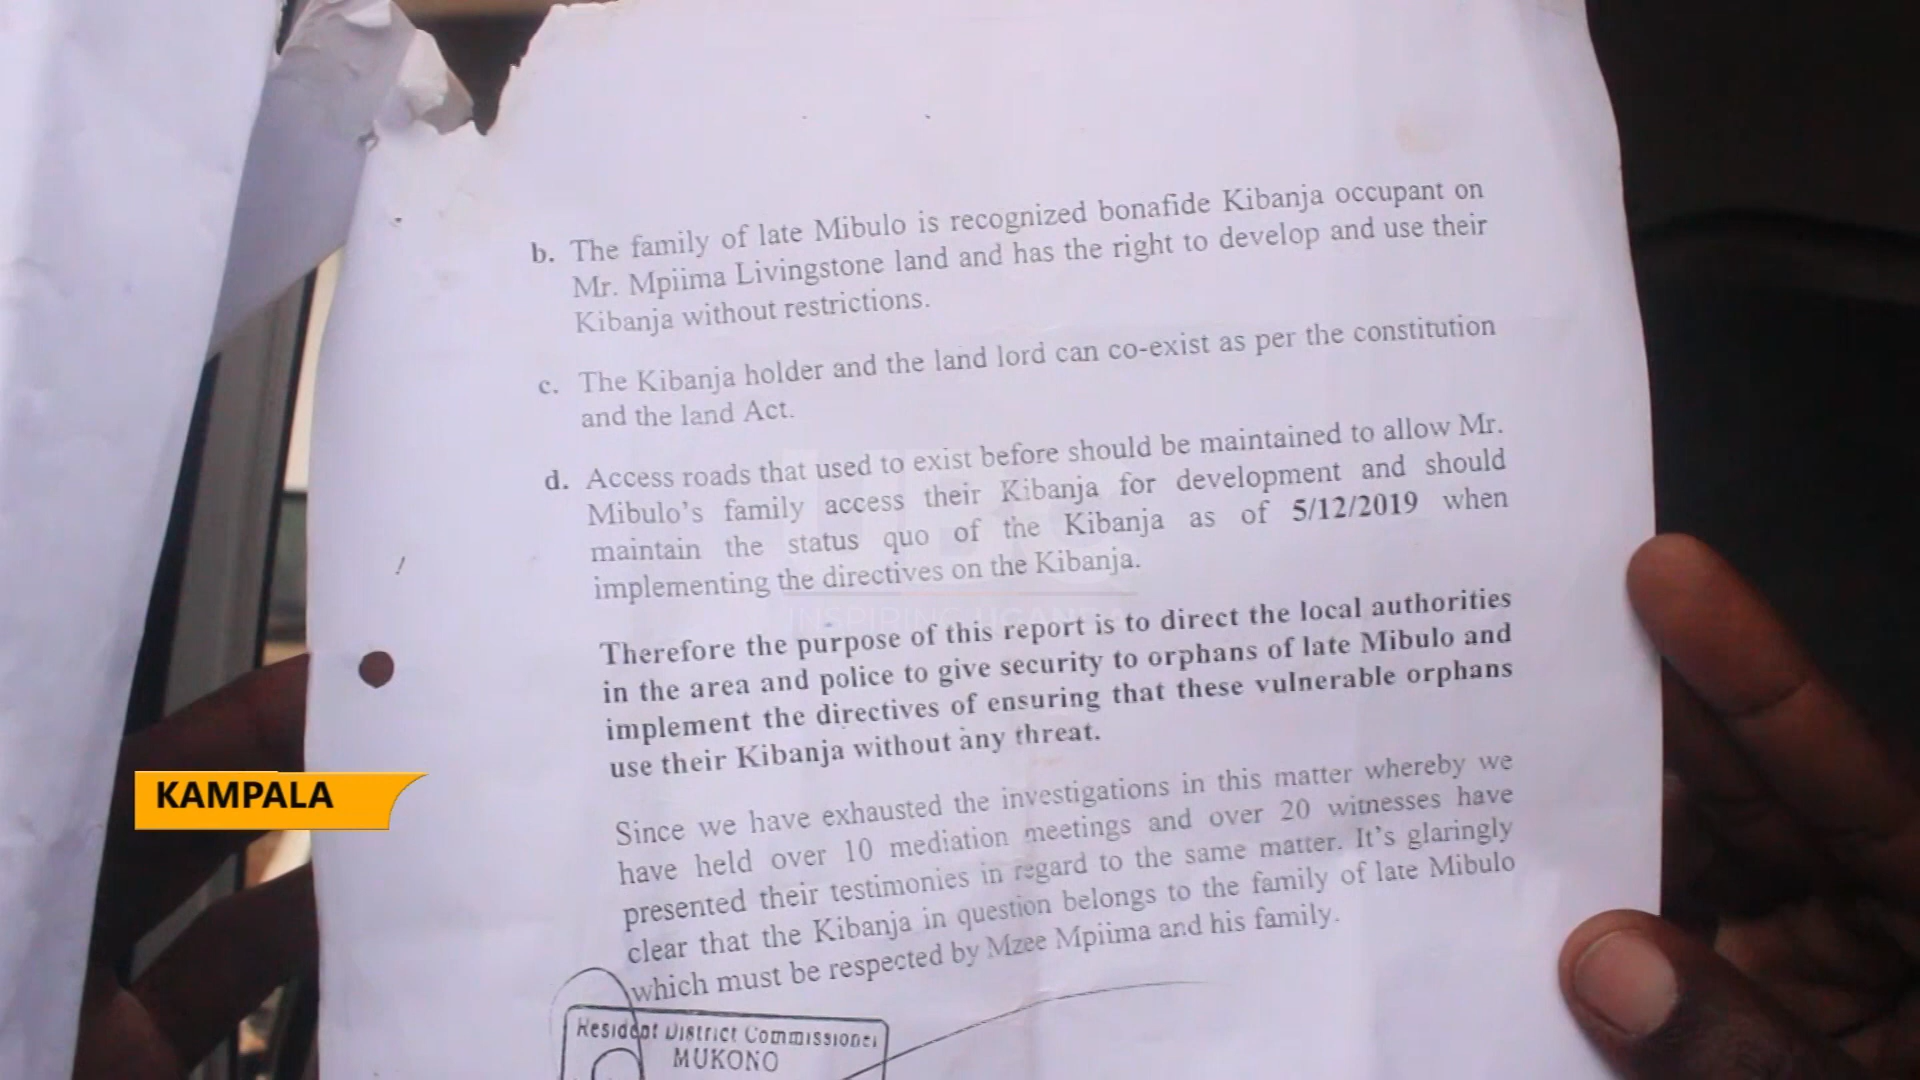 b. The family of late Mibulo is recognized bonafide Kibanja occupant on
Mr. Mpiima Livingstone land and has the right to develop and use their
Kibanja without restrictions.
c. The Kibanja holder and the land lord can co-exist as per the constitution
and the land Act.
d. Access roads that used to exist before should be maintained to allow Mr.
Mibulo's family access their Kibanja for development and should
maintain the status quo of the Kibanja as of 5/12/2019 when
implementing the directives on the Kibanja.
Therefore the purpose of this report is to direct the local authorities
in the area and police to give security to orphans of late Mibulo and
implement the directives of ensuring that these vulnerable orphans
use their Kibanja without any threat.
Since we have exhausted the investigations in this matter whereby we
have held over 10 mediation meetings and over 20 witnesses have
presented their testimonies in regard to the same matter. It's glaringly
clear that the Kibanja in question belongs to the family of late Mibulo
which must be respected by Mzee Mpiima and his family.
Resident District Commissioner
MUKONO
KAMPALA
UBC
INSPIRING UGANDA